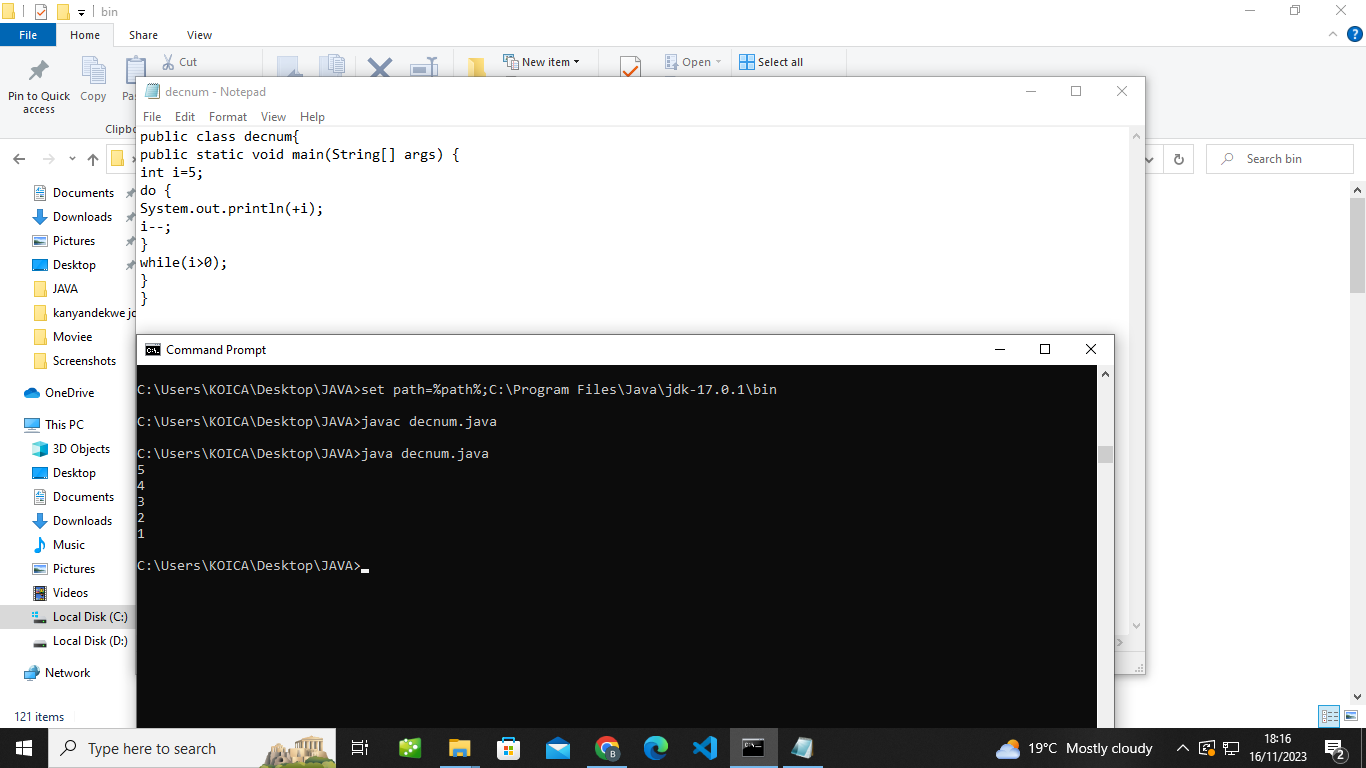 bin
File Home Share View
Cut
New item
Open
Select all
Pin to Quick access
Copy
Clipbo
decnum - Notepad
File Edit Format View Help
public class decnum{
public static void main(String[] args) {
int i=5;
do {
System.out.println(+i);
i--;
}
while(i>0);
}
}
Search bin
Documents
Downloads
Pictures
Desktop
JAVA
kanyandekwe jo
Moviee
Screenshots
OneDrive
This PC
3D Objects
Desktop
Documents
Downloads
Music
Pictures
Videos
Local Disk (C:)
Local Disk (D:)
Network
121 items
Command Prompt
C:\Users\KOICA\Desktop\JAVA>set path=%path%;C:\Program Files\Java\jdk-17.0.1\bin
C:\Users\KOICA\Desktop\JAVA>javac decnum.java
C:\Users\KOICA\Desktop\JAVA>java decnum.java
5
4
3
2
1
C:\Users\KOICA\Desktop\JAVA>
Type here to search
19°C Mostly cloudy
18:16
16/11/2023
2